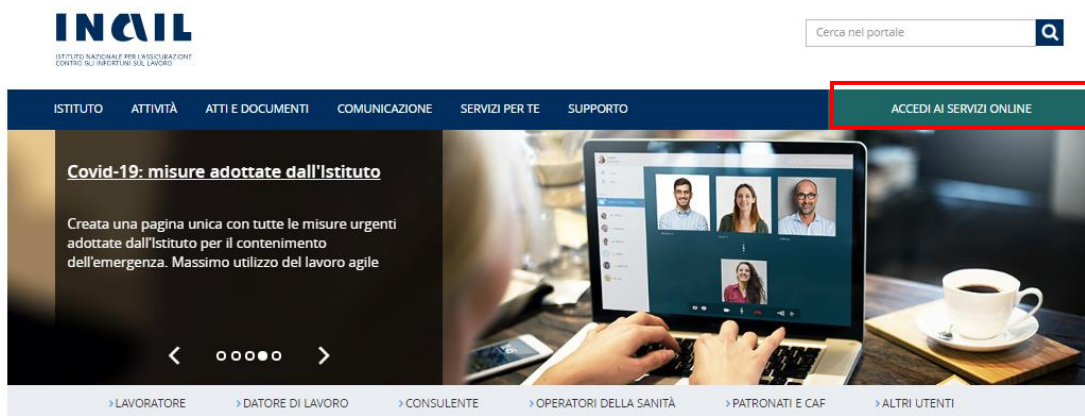 INAIL
ISTITUTO NAZIONALE PER L'ASSICURAZIONE
CONTRO GLI INFORTUNI SUL LAVORO
Cerca nel portale
ISTITUTO ATTIVITÀ ATTI E DOCUMENTI COMUNICAZIONE SERVIZI PER TE SUPPORTO ACCEDI AI SERVIZI ONLINE
Covid-19: misure adottate dall'Istituto
Creata una pagina unica con tutte le misure urgenti
adottate dall'Istituto per il contenimento
dell'emergenza. Massimo utilizzo del lavoro agile
LAVORATORE DATORE DI LAVORO CONSULENTE OPERATORI DELLA SANITÀ PATRONATI E CAF ALTRI UTENTI